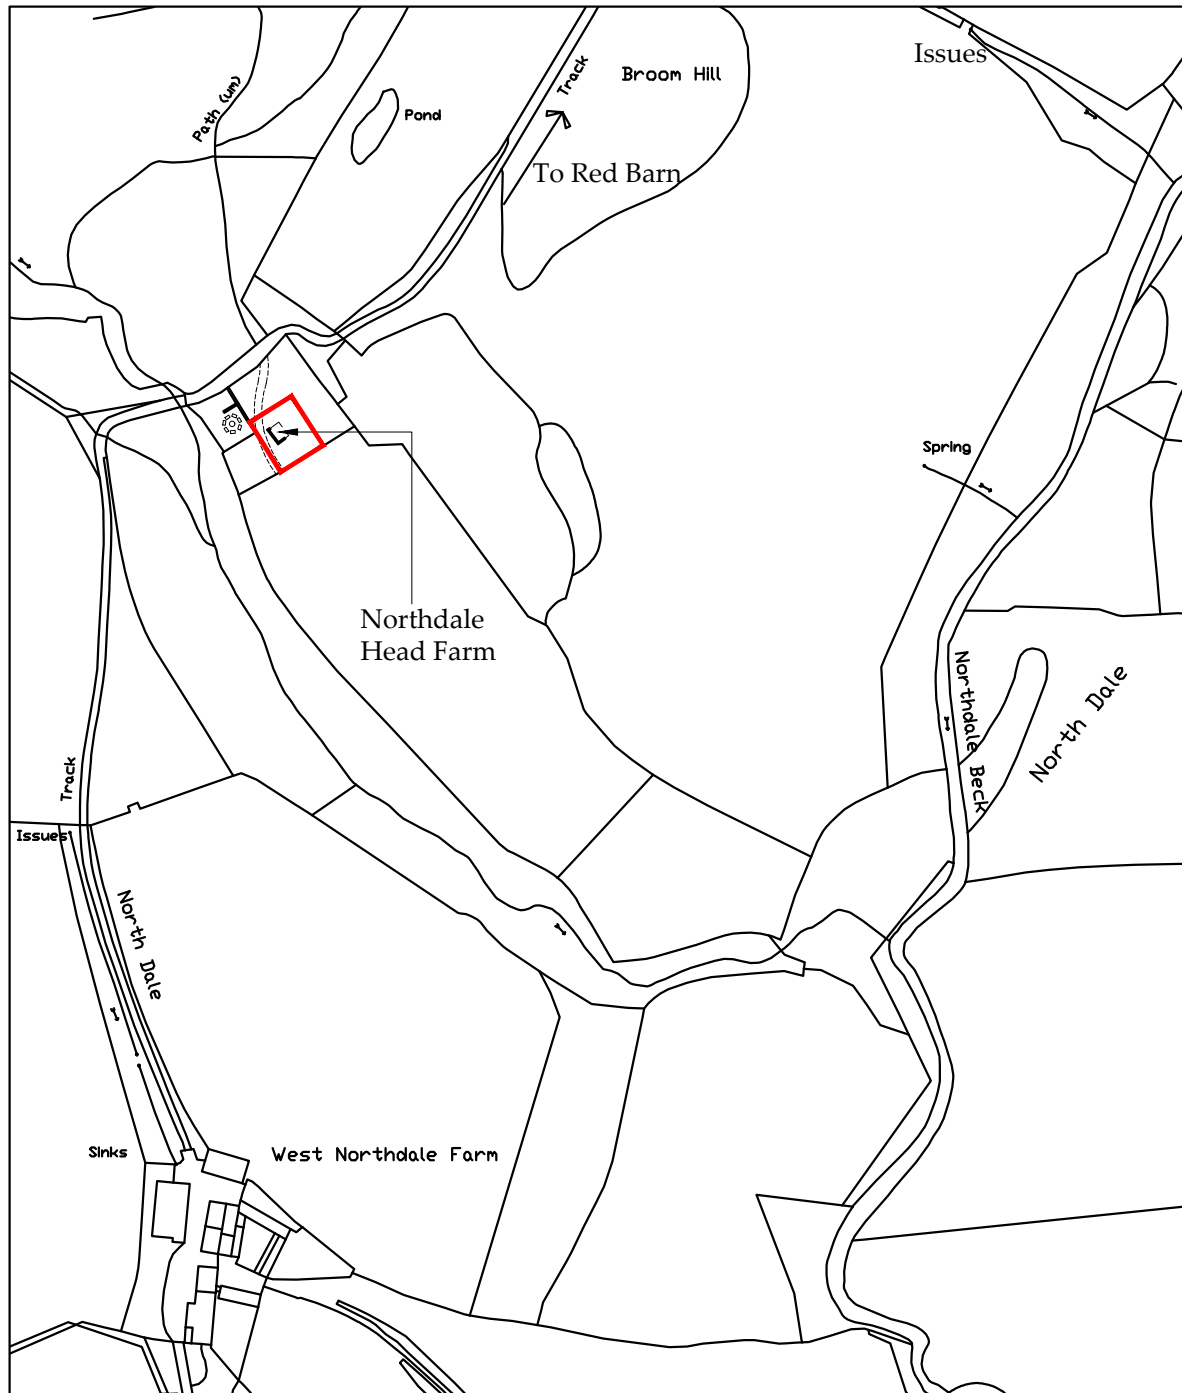 Issues
Broom Hill
Track
Path (um)
Pond
To Red Barn
Spring
Northdale
Head Farm
Northdale Beck
North Dale
Track
Issues
North Dale
Sinks
West Northdale Farm